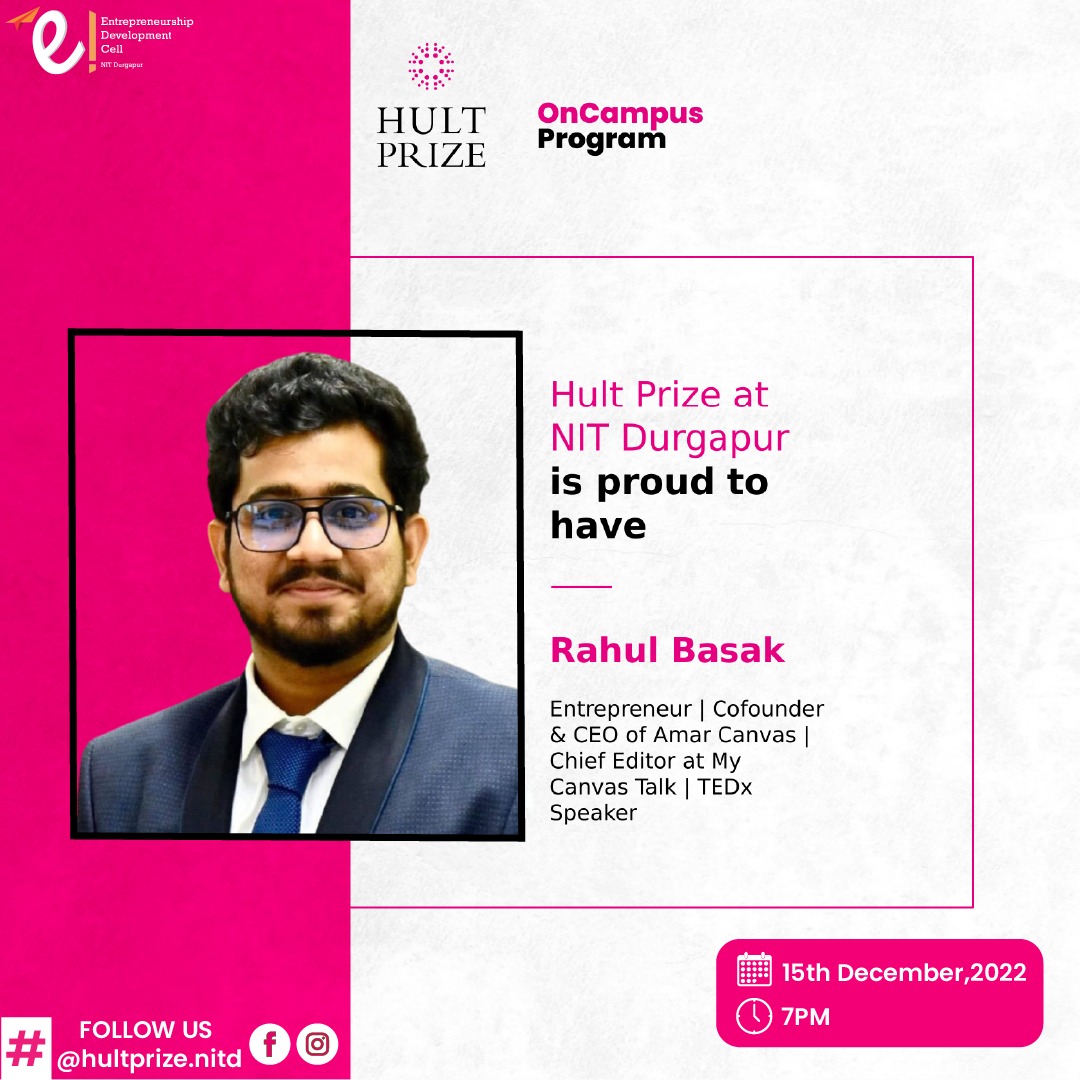 e!
Entrepreneurship
Development
Cell
NIT Durgapur
HULT
PRIZE
OnCampus
Program
Hult Prize at
NIT Durgapur
is proud to
have
Rahul Basak
Entrepreneur | Cofounder
& CEO of Amar Canvas |
Chief Editor at My
Canvas Talk | TEDx
Speaker
15th December,2022
7PM
#
FOLLOW US
@hultprize.nitd